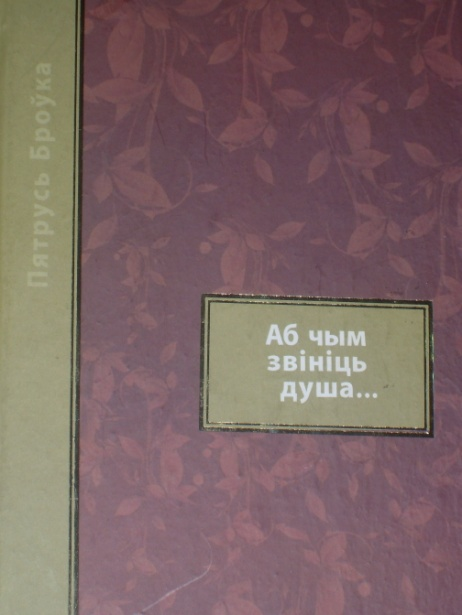 Пятрусь Броўка
Аб чым
звініць
душа...